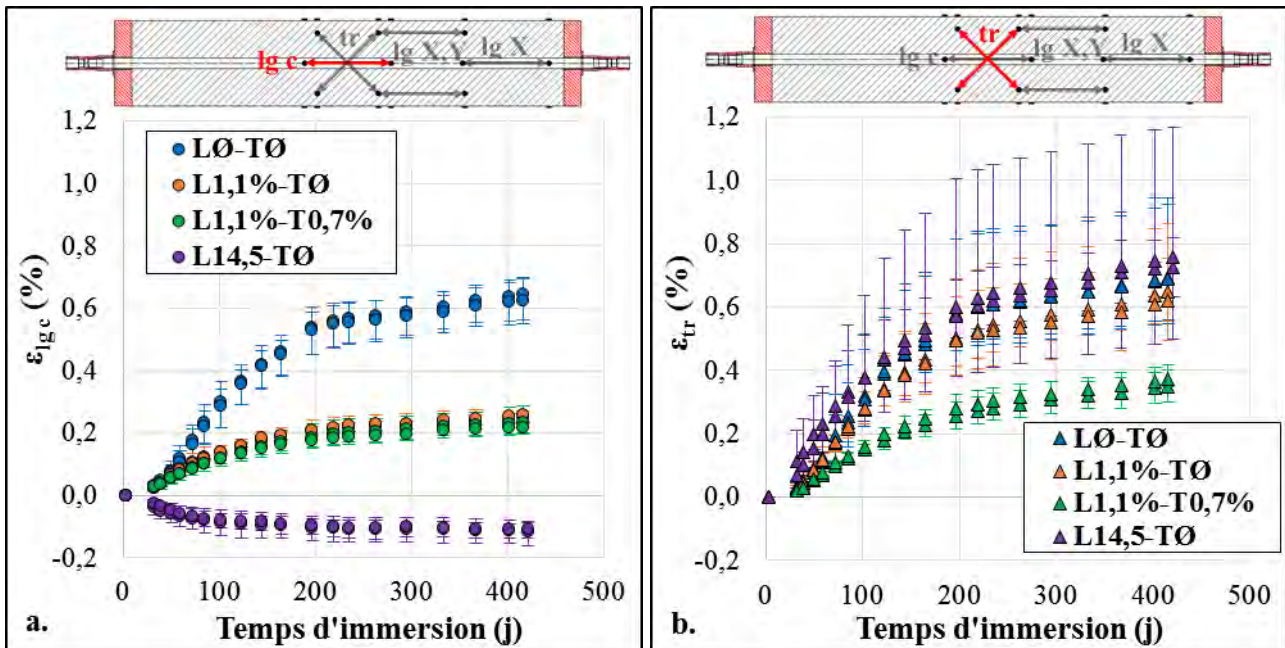 tr
lg c
lg X,Y
lg X
1,2
1,0
0,8
0,6
0,4
0,2
0,0
-0,2
ε lg c (%)
LØ-TØ
L1,1%-TØ
L1,1%-T0,7%
L14,5-TØ
0 100 200 300 400 500
a. Temps d'immersion (j)
tr
lg c
lg X,Y
lg X
1,2
1,0
0,8
0,6
0,4
0,2
0,0
-0,2
ε tr (%)
LØ-TØ
L1,1%-TØ
L1,1%-T0,7%
L14,5-TØ
0 100 200 300 400 500
b. Temps d'immersion (j)